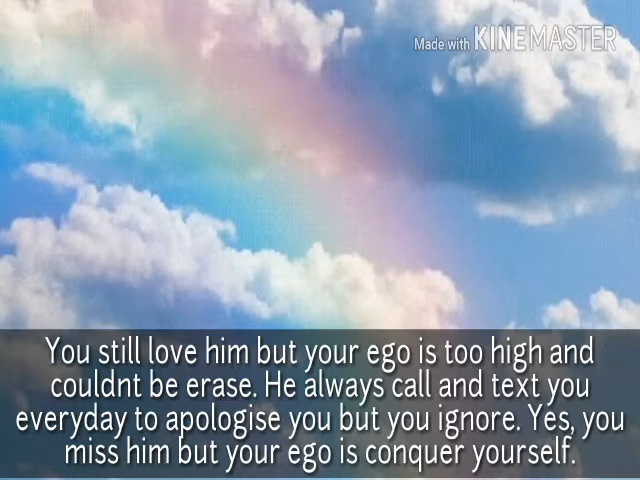 Made with KINEMASTER
You still love him but your ego is too high and
couldnt be erase. He always call and text you
everyday to apologise you but you ignore. Yes, you
miss him but your ego is conquer yourself.